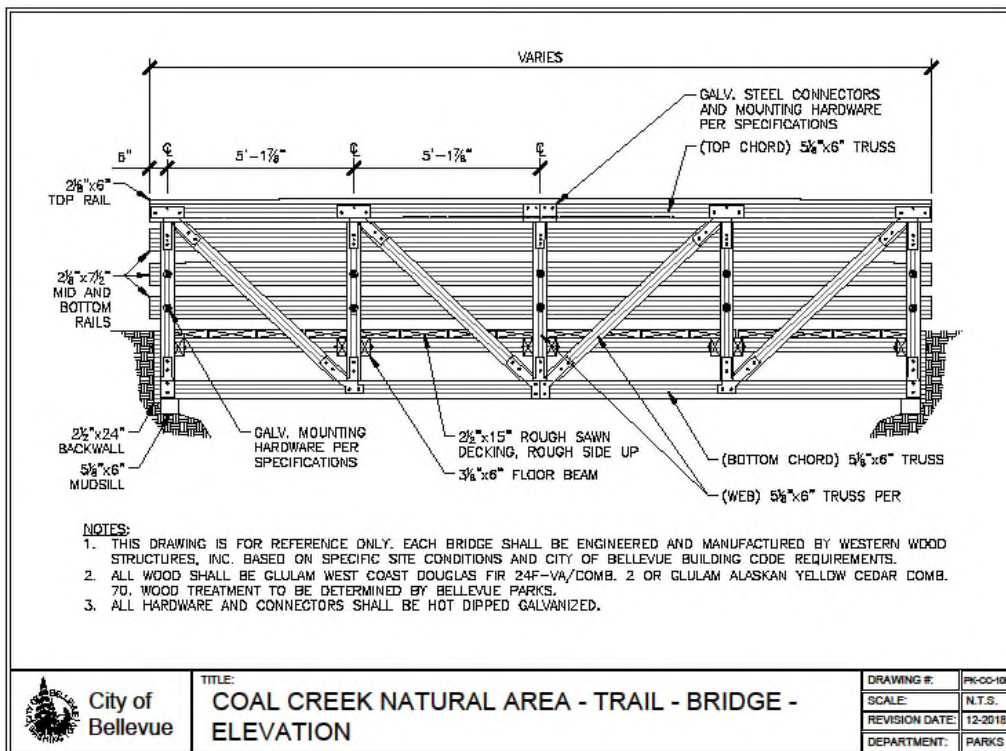 VARIES
GALV. STEEL CONNECTORS
AND MOUNTING HARDWARE
PER SPECIFICATIONS
(TOP CHORD) 5⅛"x6" TRUSS
6"
℄
5'-1⅞"
℄
5'-1⅞"
℄
2⅛"x6"
TOP RAIL
2⅛"x7½"
MID AND
BOTTOM
RAILS
2½"x24"
BACKWALL
5⅛"x6"
MUDSILL
GALV. MOUNTING
HARDWARE PER
SPECIFICATIONS
2½"x15" ROUGH SAWN
DECKING, ROUGH SIDE UP
3⅛"x6" FLOOR BEAM
(BOTTOM CHORD) 5⅛"x6" TRUSS
(WEB) 5⅛"x6" TRUSS PER
NOTES:
1. THIS DRAWING IS FOR REFERENCE ONLY. EACH BRIDGE SHALL BE ENGINEERED AND MANUFACTURED BY WESTERN WOOD
STRUCTURES, INC. BASED ON SPECIFIC SITE CONDITIONS AND CITY OF BELLEVUE BUILDING CODE REQUIREMENTS.
2. ALL WOOD SHALL BE GLULAM WEST COAST DOUGLAS FIR 24F-VA/COMB. 2 OR GLULAM ALASKAN YELLOW CEDAR COMB.
70. WOOD TREATMENT TO BE DETERMINED BY BELLEVUE PARKS.
3. ALL HARDWARE AND CONNECTORS SHALL BE HOT DIPPED GALVANIZED.
City of
Bellevue
TITLE:
COAL CREEK NATURAL AREA - TRAIL - BRIDGE -
ELEVATION
DRAWING #:
SCALE: N.T.S.
REVISION DATE: 12-2018
DEPARTMENT: PARKS